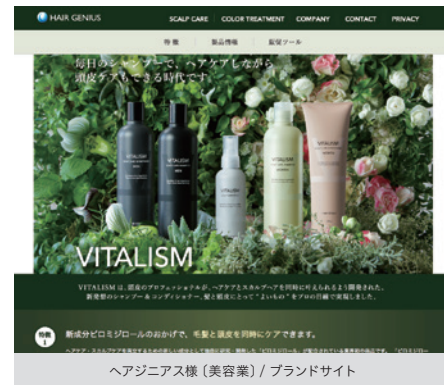 HAIR GENIUS
SCALP CARE COLOR TREATMENT COMPANY CONTACT PRIVACY
特徴 製品情報 販促ツール
毎日のシャンプーで、ヘアケアしながら
頭皮ケアもできる時代です。
VITALISM
VITALISM
VITALISM
VITALISM
VITALISM
VITALISM
VITALISM は、頭皮のプロフェッショナルが、ヘアケアとスカルプケアを同時に叶えられるよう開発された、
新発想のシャンプー&コンディショナー。髪と頭皮にとって"よいもの"をプロの目線で実現しました。
特徴
1
新成分ピロミジロールのおかげで、毛髪と頭皮を同時にケアできます。
ヘアジニアス様〔美容業〕/ ブランドサイト